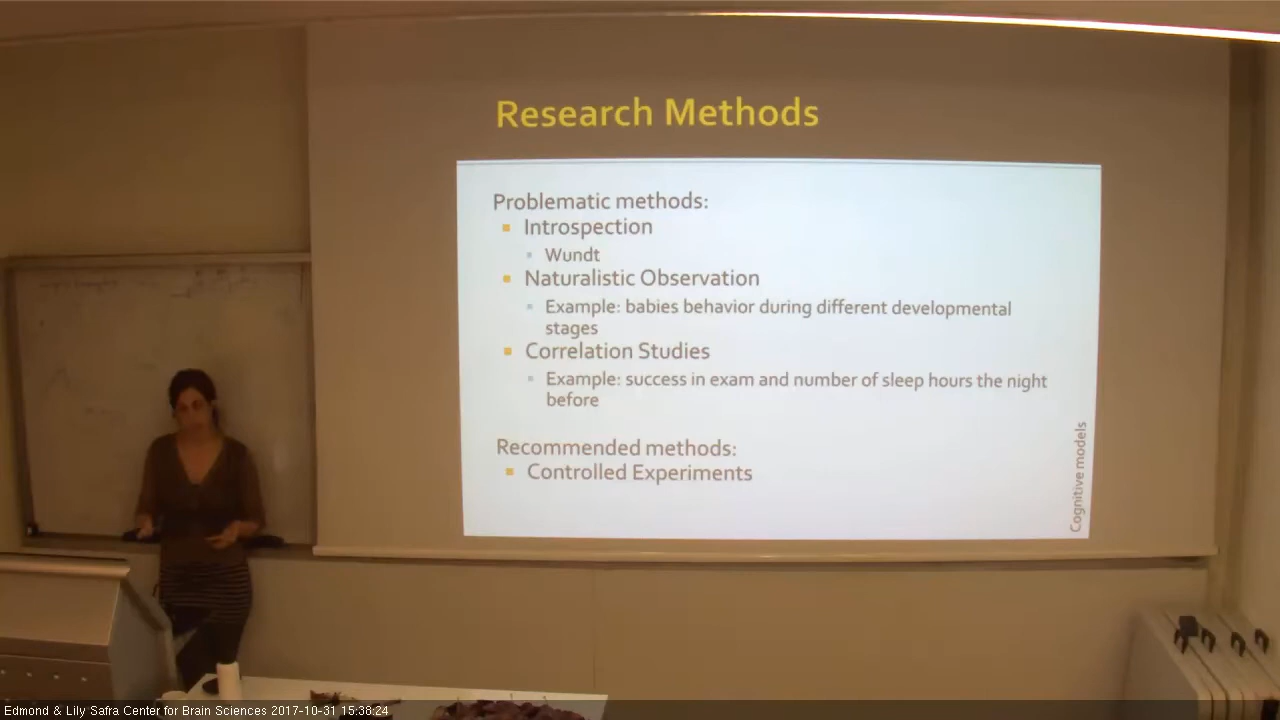 Research Methods
Problematic methods:
Introspection
Wundt
Naturalistic Observation
Example: babies behavior during different developmental
stages
Correlation Studies
Example: success in exam and number of sleep hours the night
before
Recommended methods:
Controlled Experiments
Cognitive models
Edmond & Lily Safra Center for Brain Sciences 2017-10-31 15:38:24